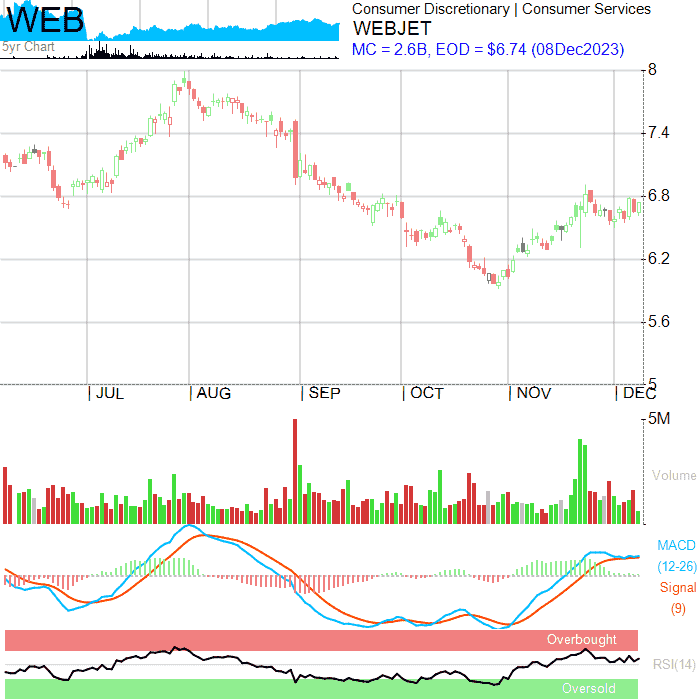 WEB
5yr Chart
Consumer Discretionary | Consumer Services
WEBJET
MC = 2.6B, EOD = $6.74 (08Dec2023)
8
7.4
6.8
6.2
5.6
5
JUL
AUG
SEP
OCT
NOV
DEC
5M
Volume
MACD
(12-26)
Signal
(9)
Overbought
RSI(14)
Oversold